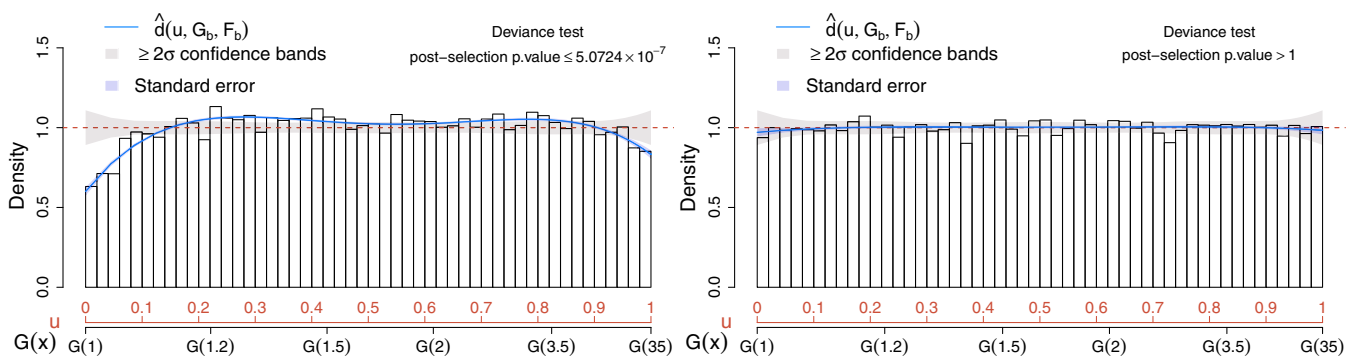 d̂(u, G_b, F_b)
≥ 2σ confidence bands
Standard error
Deviance test
post−selection p.value ≤ 5.0724 × 10^−7
Density
0.0 0.5 1.0 1.5
0 0.1 0.2 0.3 0.4 0.5 0.6 0.7 0.8 0.9 1
u
G(x)
G(1) G(1.2) G(1.5) G(2) G(3.5) G(35)
d̂(u, G_b, F_b)
≥ 2σ confidence bands
Standard error
Deviance test
post−selection p.value > 1
Density
0.0 0.5 1.0 1.5
0 0.1 0.2 0.3 0.4 0.5 0.6 0.7 0.8 0.9 1
u
G(x)
G(1) G(1.2) G(1.5) G(2) G(3.5) G(35)